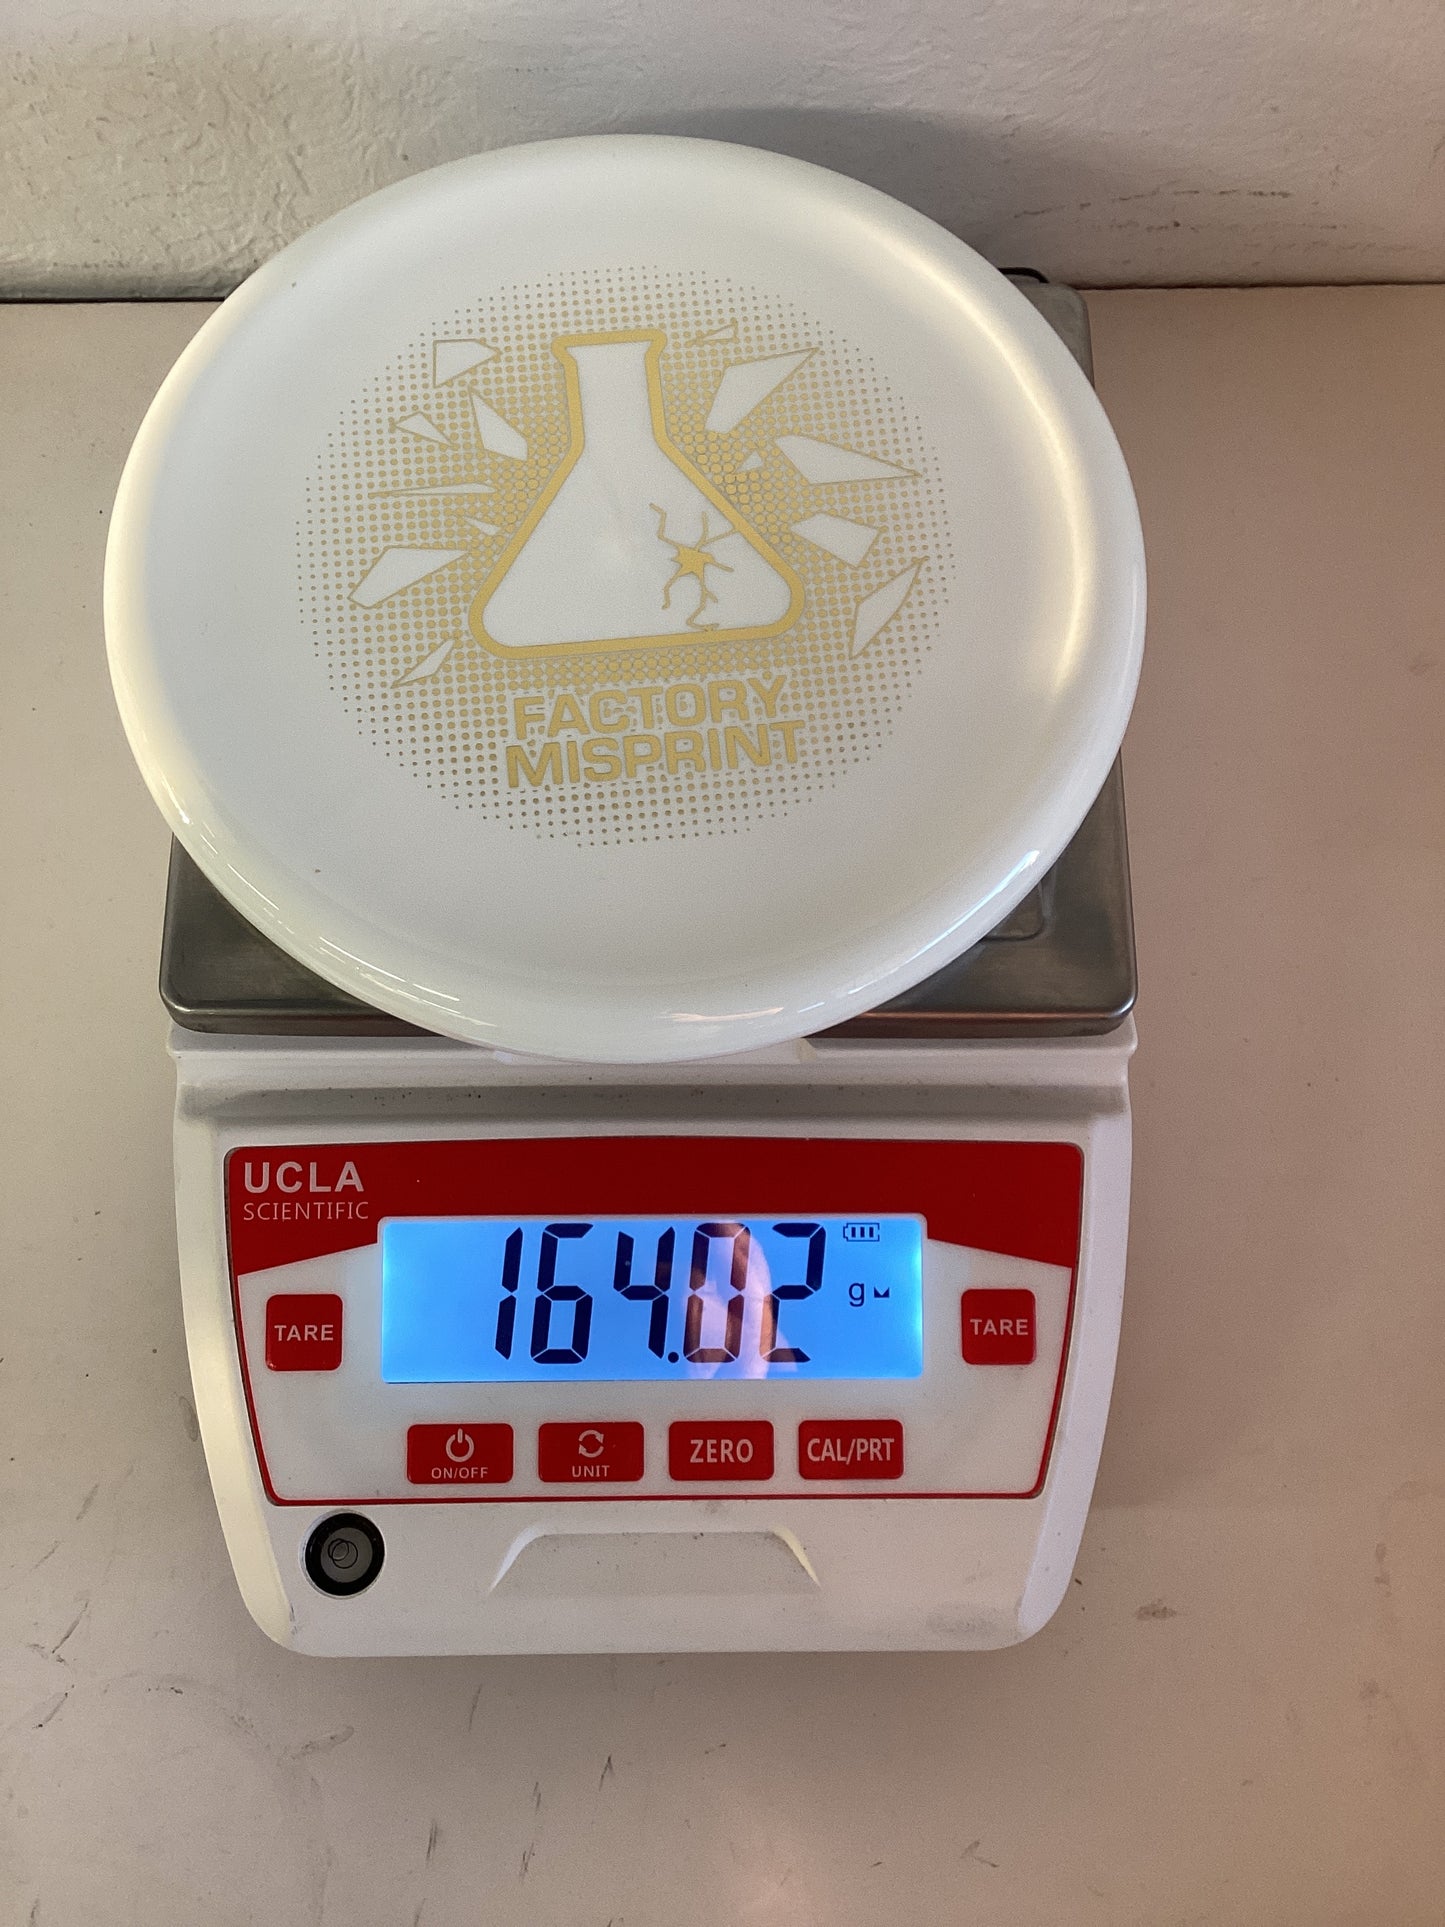 FACTORY
MISPRINT
UCLA
SCIENTIFIC
164.02
g
TARE
TARE
ON/OFF
UNIT
ZERO
CAL/PRT